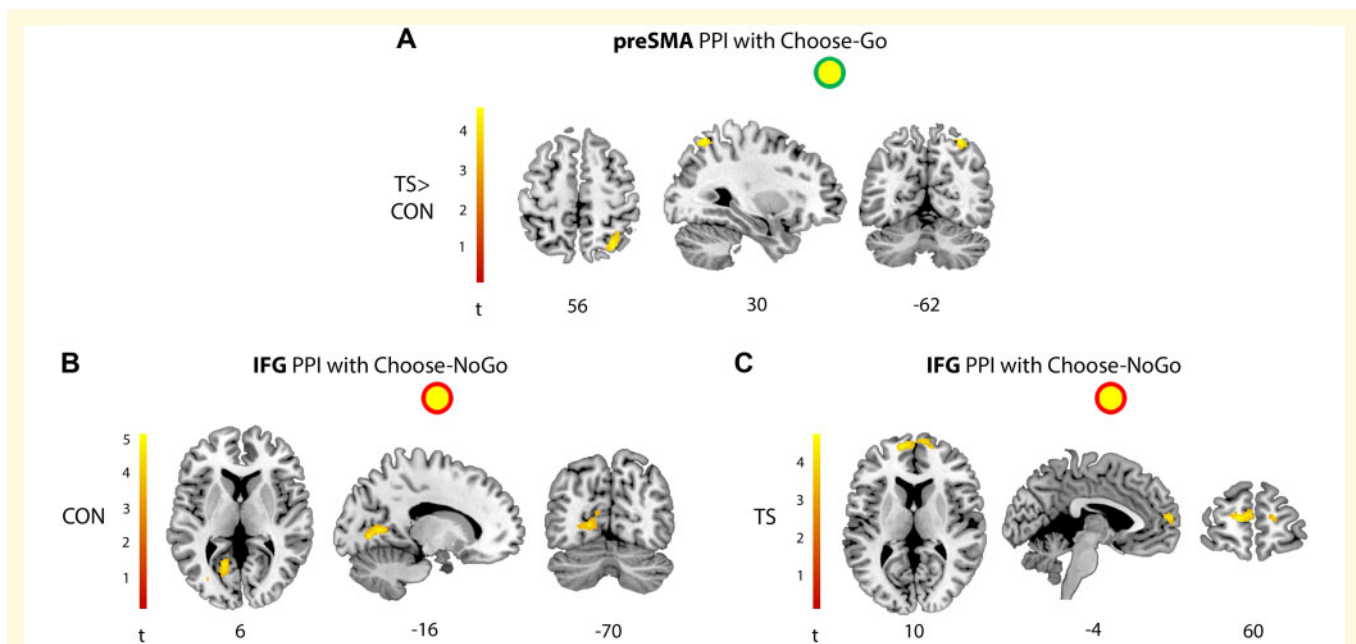 A
preSMA PPI with Choose-Go
4
3
2
1
t
TS>
CON
56
30
-62
B
IFG PPI with Choose-NoGo
5
4
3
2
1
t
CON
6
-16
-70
C
IFG PPI with Choose-NoGo
4
3
2
1
t
TS
10
-4
60